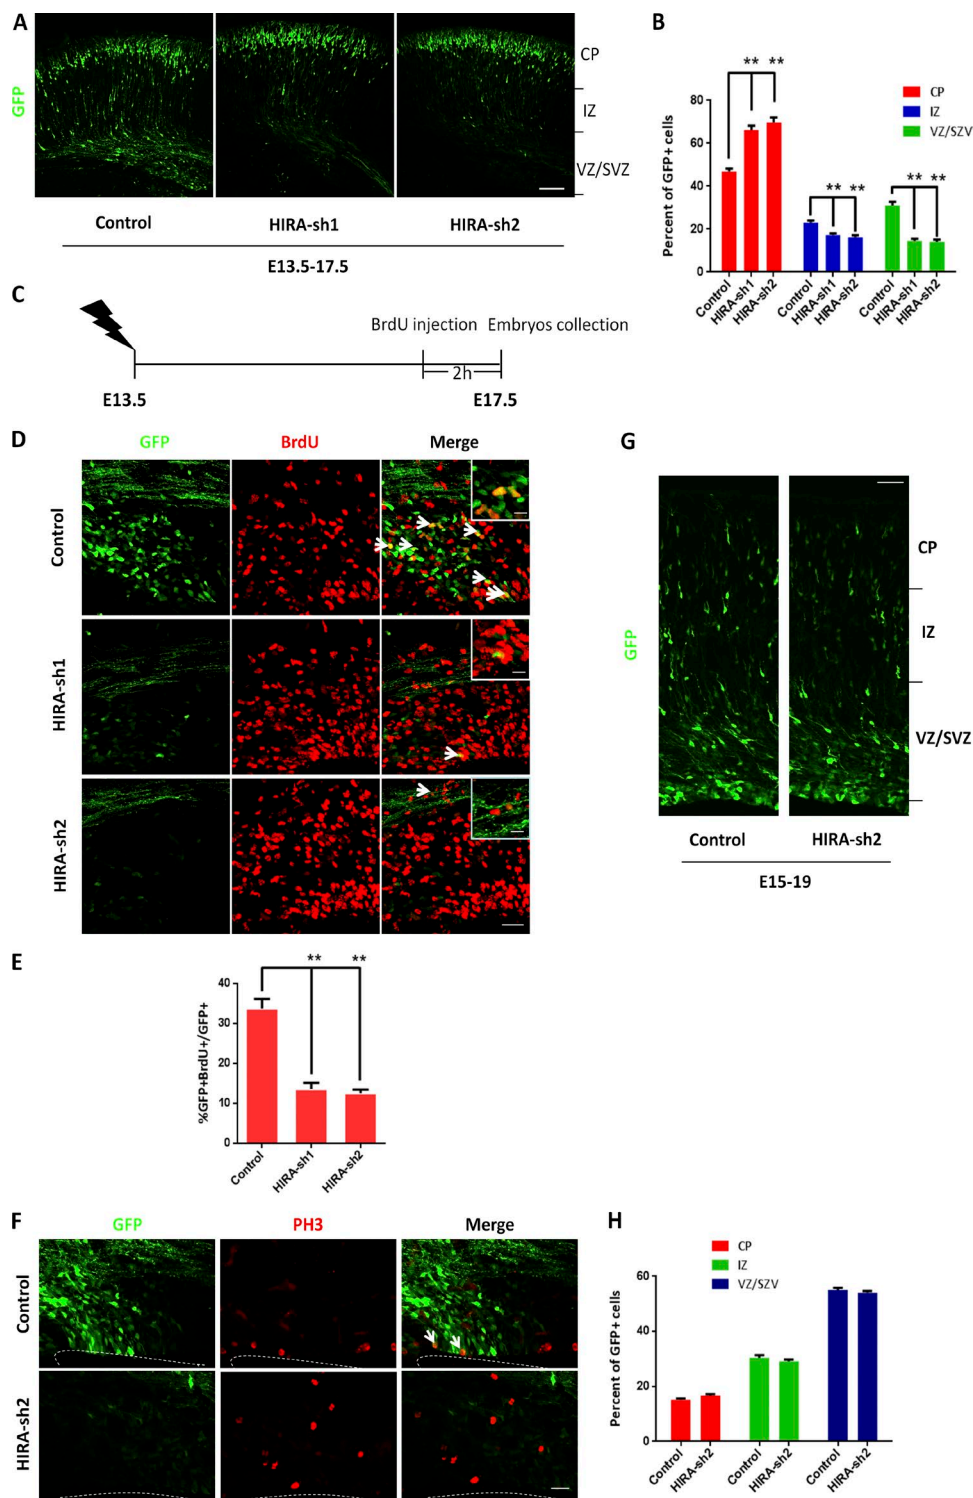 A
GFP
CP
IZ
VZ/SVZ
Control HIRA-sh1 HIRA-sh2
E13.5-17.5
B
** **
CP
IZ
VZ/SZV
Percent of GFP+ cells
80
60
40
20
0
** **
** **
Control HIRA-sh1 HIRA-sh2 Control HIRA-sh1 HIRA-sh2 Control HIRA-sh1 HIRA-sh2
C
BrdU injection Embryos collection
2h
E13.5 E17.5
D
GFP BrdU Merge
Control
HIRA-sh1
HIRA-sh2
G
GFP
CP
IZ
VZ/SVZ
Control HIRA-sh2
E15-19
E
** **
%GFP+BrdU+/GFP+
40
30
20
10
0
Control HIRA-sh1 HIRA-sh2
F
GFP PH3 Merge
Control
HIRA-sh2
H
CP
IZ
VZ/SZV
Percent of GFP+ cells
60
40
20
0
Control HIRA-sh2 Control HIRA-sh2 Control HIRA-sh2